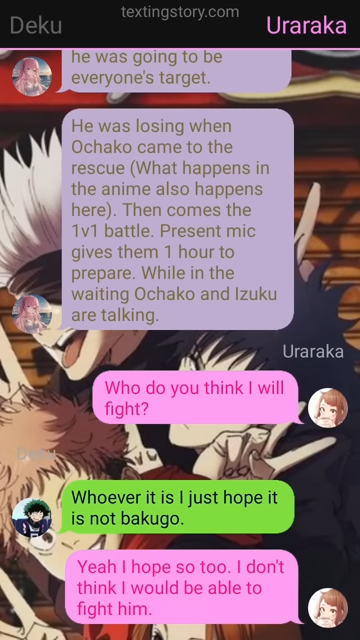 textingstory.com
Deku
Uraraka
he was going to be
everyone's target.
He was losing when
Ochako came to the
rescue (What happens in
the anime also happens
here). Then comes the
1v1 battle. Present mic
gives them 1 hour to
prepare. While in the
waiting Ochako and Izuku
are talking.
Uraraka
Who do you think I will
fight?
Deku
Whoever it is I just hope it
is not bakugo.
Yeah I hope so too. I don't
think I would be able to
fight him.